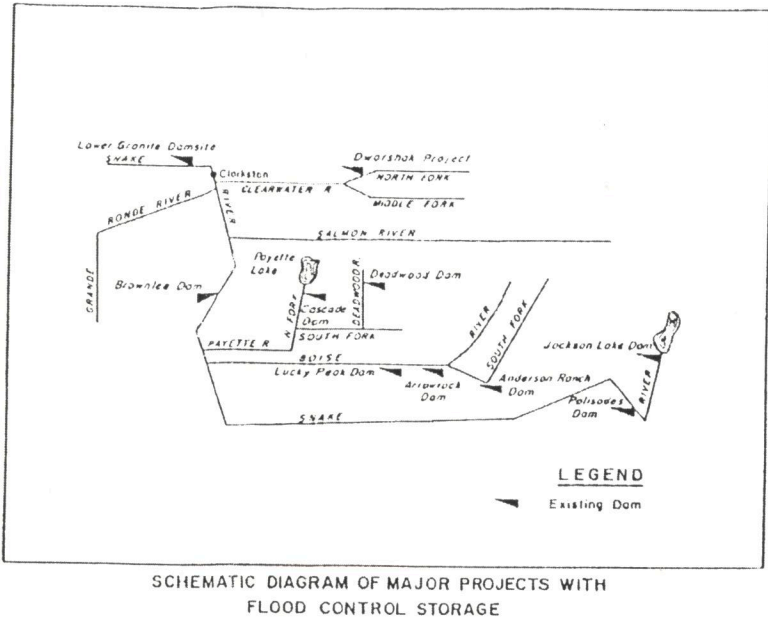 Lower Granite Damsite
SNAKE
Clarkston
Dworshak Project
NORTH FORK
CLEARWATER R
MIDDLE FORK
RIVER
RONDE RIVER
GRANDE
SALMON RIVER
Payette
Lake
Brownlee Dam
N FORK
Cascade
Dam
DEADWOOD R.
Deadwood Dam
SOUTH FORK
PAYETTE R
BOISE
RIVER
SOUTH FORK
Lucky Peak Dam
Arrowrock
Dam
Anderson Ranch
Dam
Jackson Lake Dam
RIVER
Palisades
Dam
SNAKE
LEGEND
Existing Dam
SCHEMATIC DIAGRAM OF MAJOR PROJECTS WITH
FLOOD CONTROL STORAGE